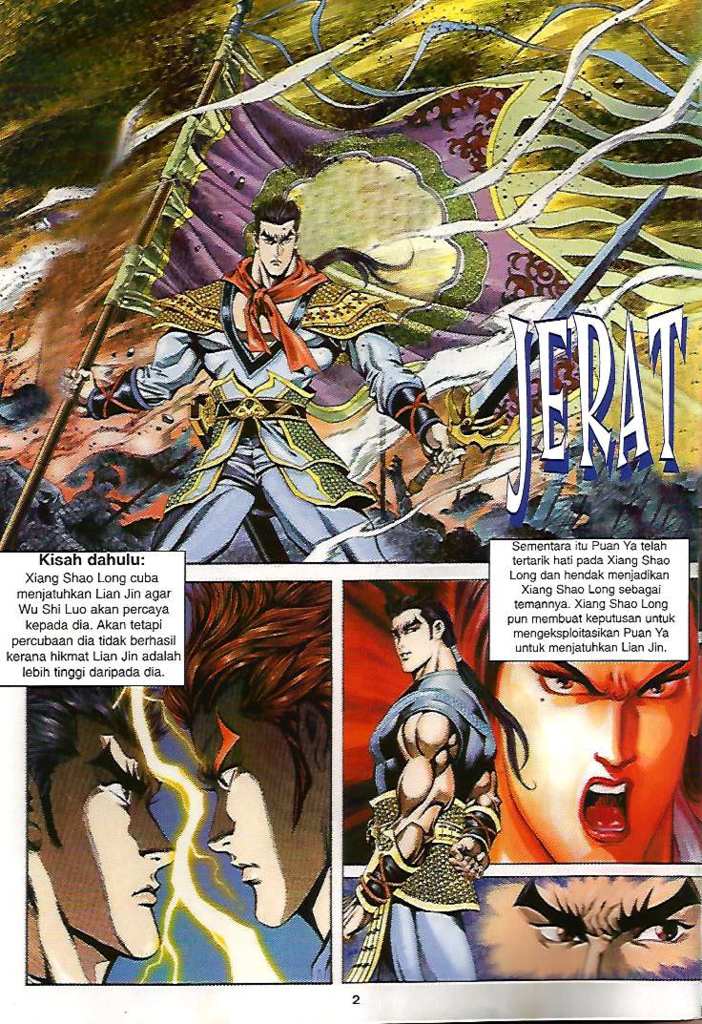 JERAT
Kisah dahulu:
Xiang Shao Long cuba
menjatuhkan Lian Jin agar
Wu Shi Luo akan percaya
kepada dia. Akan tetapi
percubaan dia tidak berhasil
kerana hikmat Lian Jin adalah
lebih tinggi daripada dia.
Sementara itu Puan Ya telah
tertarik hati pada Xiang Shao
Long dan hendak menjadikan
Xiang Shao Long sebagai
temannya. Xiang Shao Long
pun membuat keputusan untuk
mengeksploitasikan Puan Ya
untuk menjatuhkan Lian Jin.
2